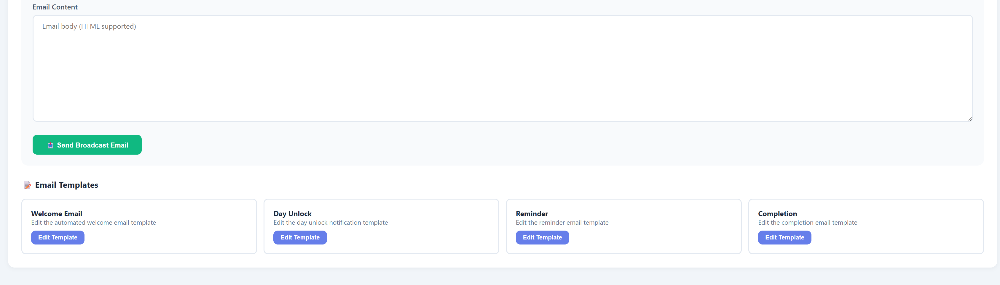 Email Content
Email body (HTML supported)
Send Broadcast Email
Email Templates
Welcome Email
Edit the automated welcome email template
Edit Template
Day Unlock
Edit the day unlock notification template
Edit Template
Reminder
Edit the reminder email template
Edit Template
Completion
Edit the completion email template
Edit Template